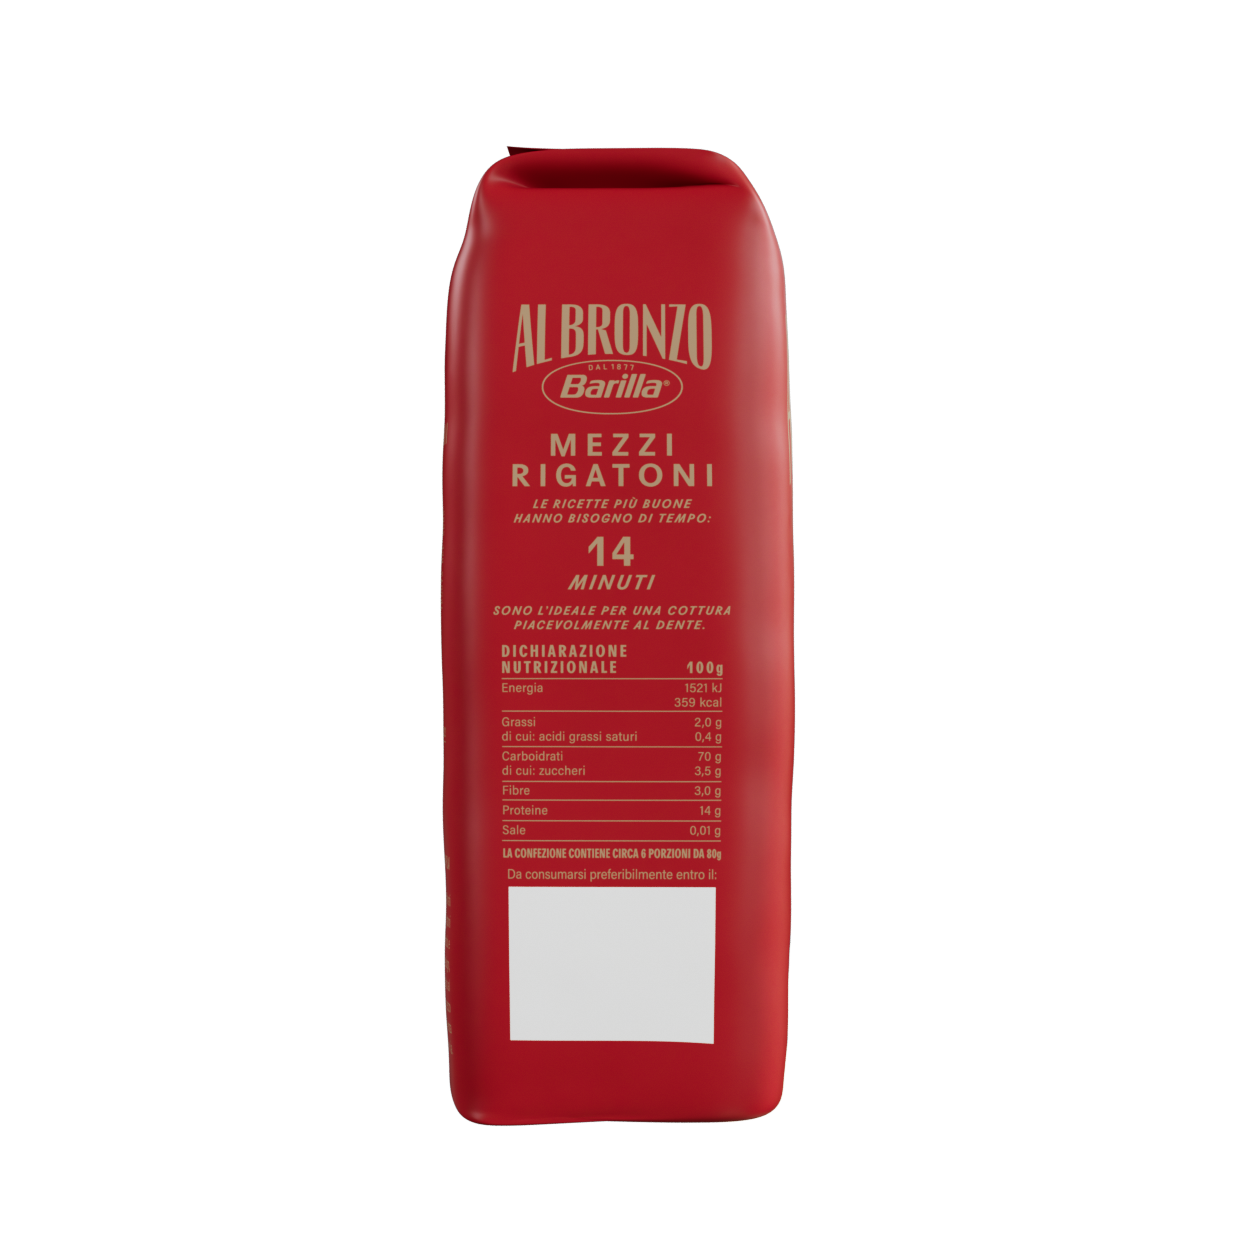 AL BRONZO
DAL 1877
Barilla®
MEZZI
RIGATONI
LE RICETTE PIÙ BUONE
HANNO BISOGNO DI TEMPO:
14
MINUTI
SONO L'IDEALE PER UNA COTTURA
PIACEVOLMENTE AL DENTE.
DICHIARAZIONE
NUTRIZIONALE 100g
Energia 1521 kJ
359 kcal
Grassi 2,0 g
di cui: acidi grassi saturi 0,4 g
Carboidrati 70 g
di cui: zuccheri 3,5 g
Fibre 3,0 g
Proteine 14 g
Sale 0,01 g
LA CONFEZIONE CONTIENE CIRCA 6 PORZIONI DA 80g
Da consumarsi preferibilmente entro il: